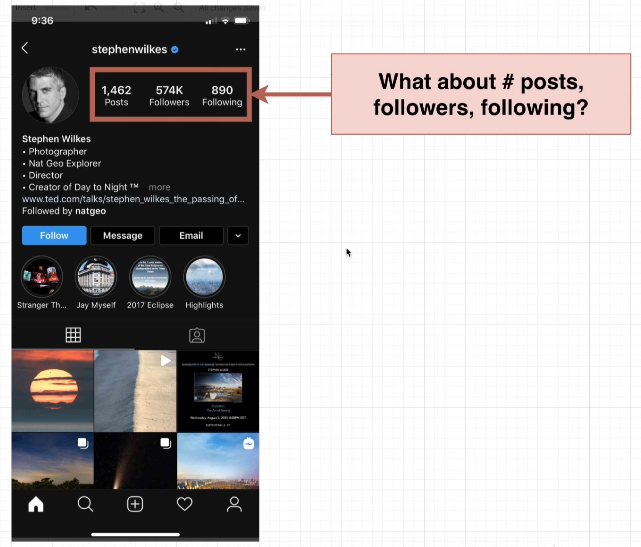 9:36
stephenwilkes
1,462 574K 890
Posts Followers Following
What about # posts,
followers, following?
Stephen Wilkes
• Photographer
• Nat Geo Explorer
• Director
• Creator of Day to Night ™ more
www.ted.com/talks/stephen_wilkes_the_passing_of...
Followed by natgeo
Follow Message Email
Stranger Th... Jay Myself 2017 Eclipse Highlights
STEPHEN WILKES